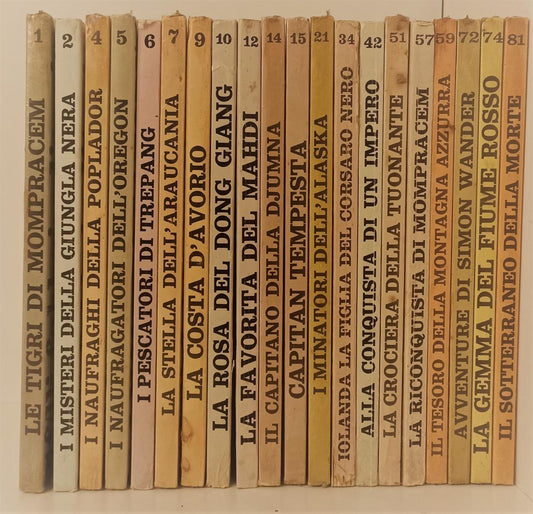 1 LE TIGRI DI MOMPRACEM
2 I MISTERI DELLA GIUNGLA NERA
4 I NAUFRAGHI DELLA POPLADOR
5 I NAUFRAGATORI DELL'OREGON
6 I PESCATORI DI TREPANG
7 LA STELLA DELL'ARAUCANIA
9 LA COSTA D'AVORIO
10 LA ROSA DEL DONG GIANG
12 LA FAVORITA DEL MAHDI
14 IL CAPITANO DELLA DJUMNA
15 CAPITAN TEMPESTA
21 I MINATORI DELL'ALASKA
34 IOLANDA LA FIGLIA DEL CORSARO NERO
42 ALLA CONQUISTA DI UN IMPERO
51 LA CROCIERA DELLA TUONANTE
57 LA RICONQUISTA DI MOMPRACEM
59 IL TESORO DELLA MONTAGNA AZZURRA
72 AVVENTURE DI SIMON WANDER
74 LA GEMMA DEL FIUME ROSSO
81 IL SOTTERRANEO DELLA MORTE